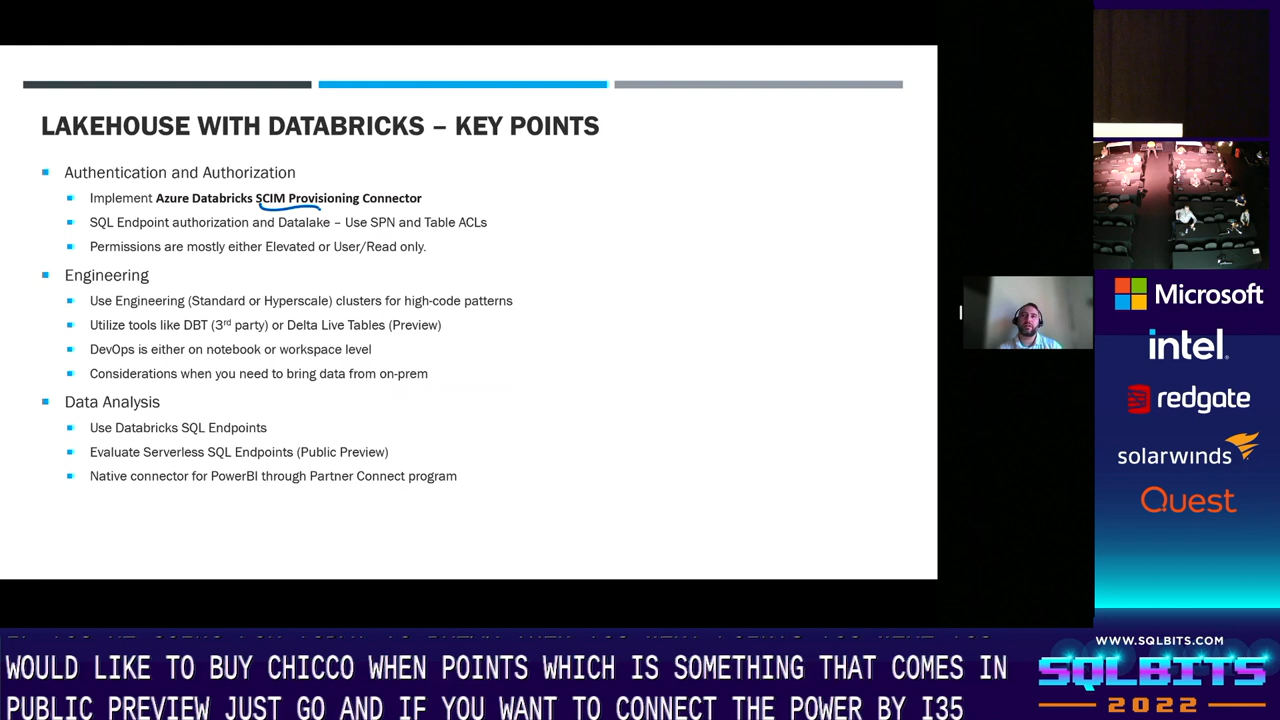 LAKEHOUSE WITH DATABRICKS – KEY POINTS
Authentication and Authorization
Implement Azure Databricks SCIM Provisioning Connector
SQL Endpoint authorization and Datalake – Use SPN and Table ACLs
Permissions are mostly either Elevated or User/Read only.
Engineering
Use Engineering (Standard or Hyperscale) clusters for high-code patterns
Utilize tools like DBT (3rd party) or Delta Live Tables (Preview)
DevOps is either on notebook or workspace level
Considerations when you need to bring data from on-prem
Data Analysis
Use Databricks SQL Endpoints
Evaluate Serverless SQL Endpoints (Public Preview)
Native connector for PowerBI through Partner Connect program
Microsoft
intel.
redgate
solarwinds
Quest
WWW.SQLBITS.COM
SQLBITS
2022
WOULD LIKE TO BUY CHICCO WHEN POINTS WHICH IS SOMETHING THAT COMES IN
PUBLIC PREVIEW JUST GO AND IF YOU WANT TO CONNECT THE POWER BY I35